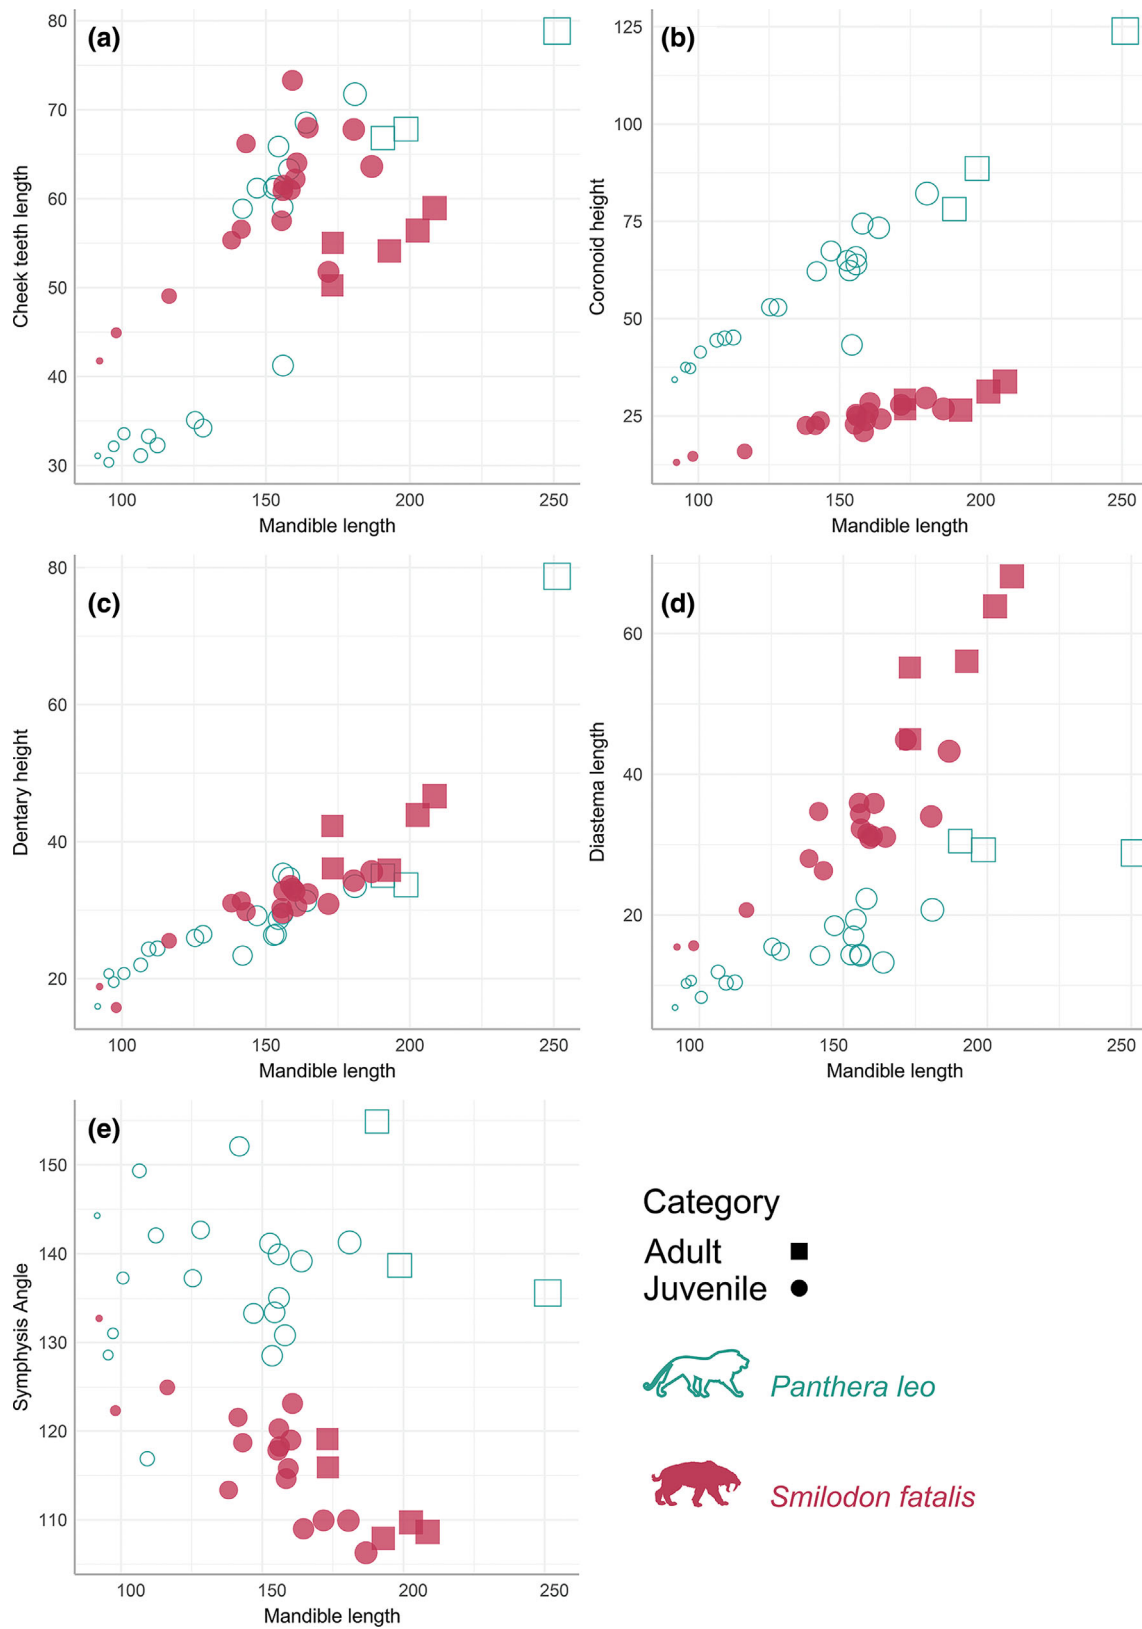 (a)
80
70
60
50
40
30
Cheek teeth length
100 150 200 250
Mandible length
(b)
125
100
75
50
25
Coronoid height
100 150 200 250
Mandible length
(c)
80
60
40
20
Dentary height
100 150 200 250
Mandible length
(d)
60
40
20
Diastema length
100 150 200 250
Mandible length
(e)
150
140
130
120
110
Symphysis Angle
100 150 200 250
Mandible length
Category
Adult
Juvenile
Panthera leo
Smilodon fatalis